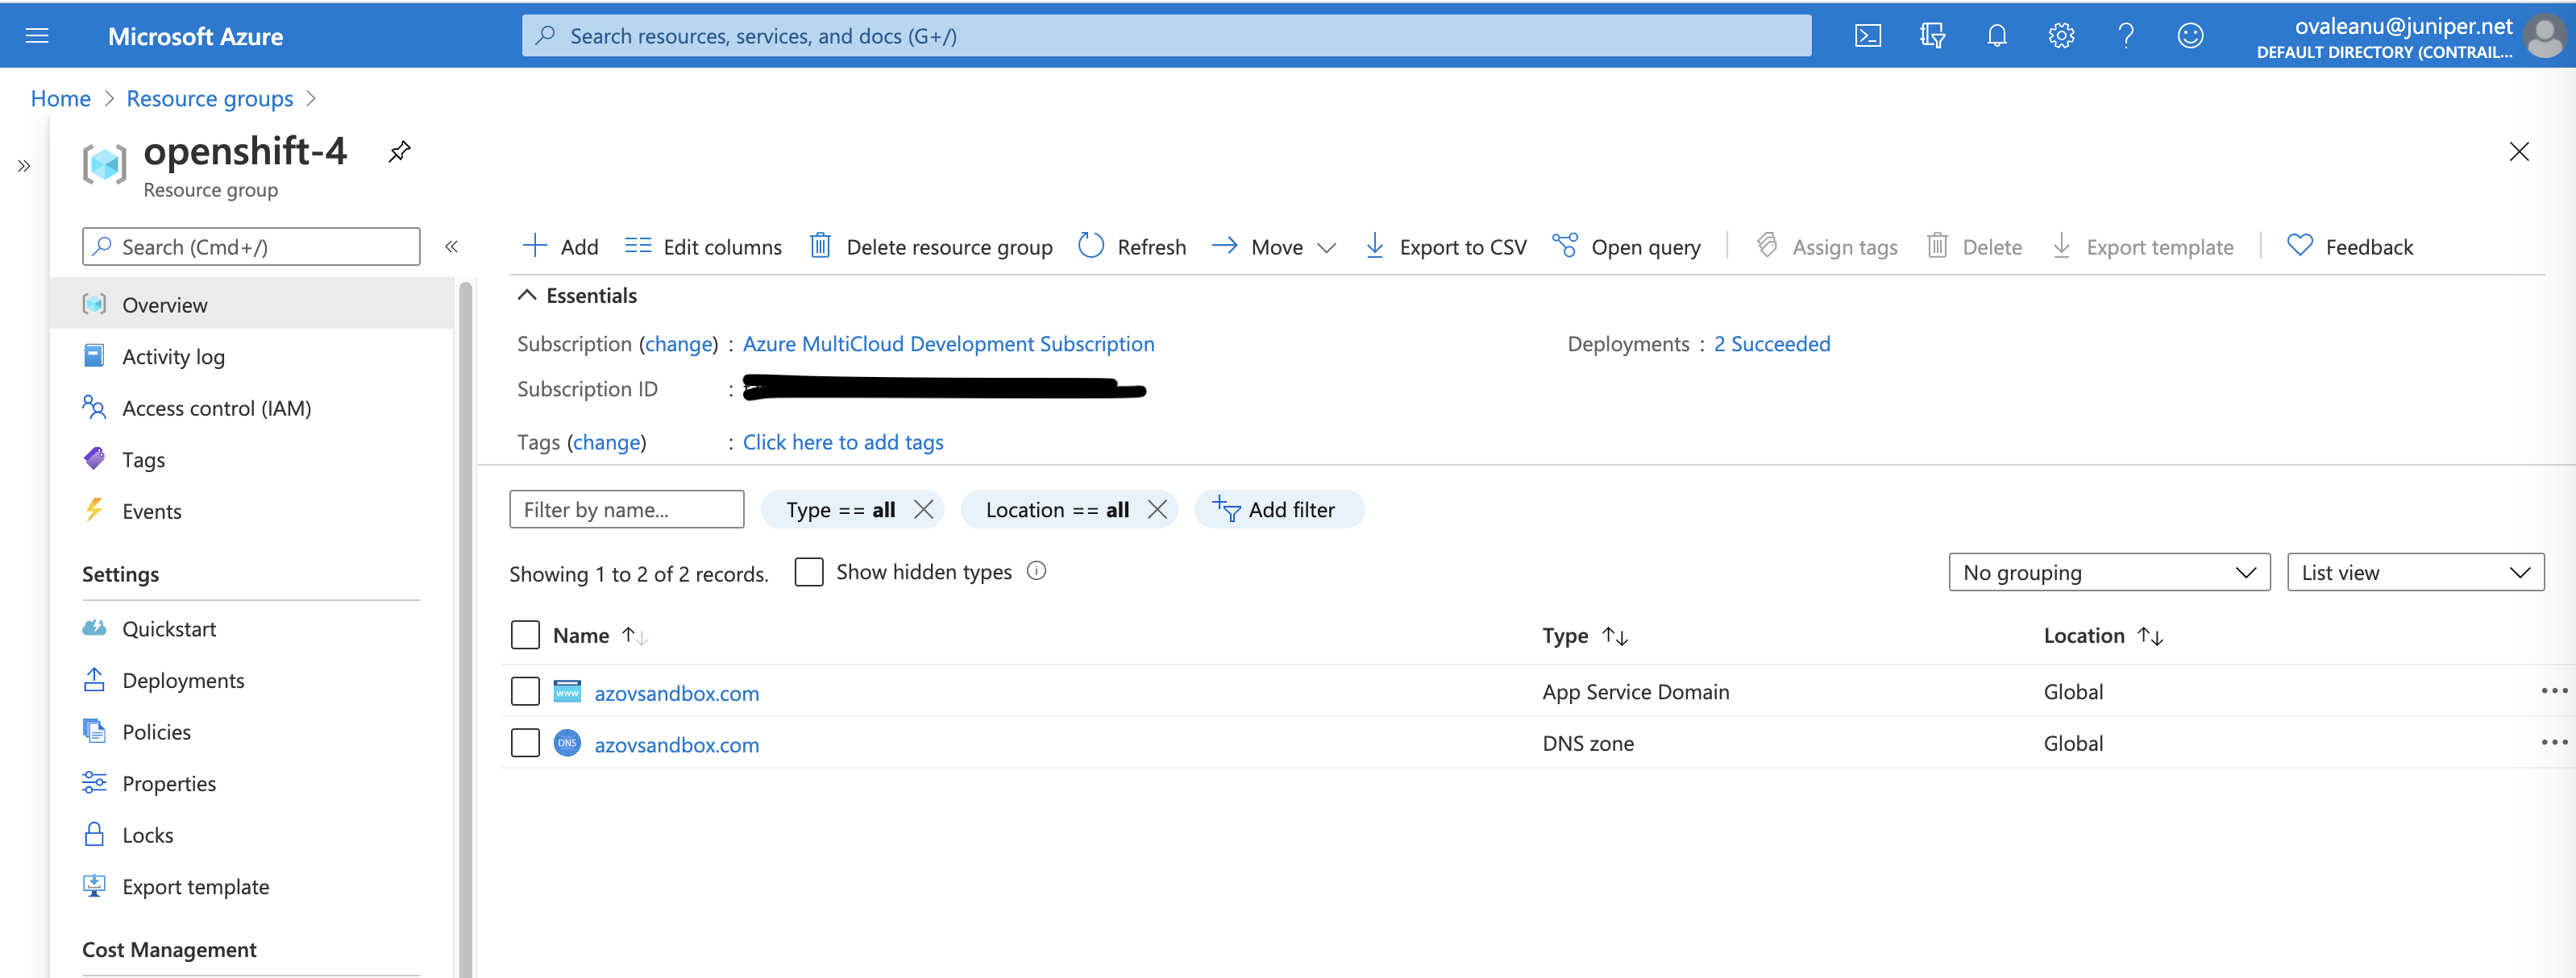 Microsoft Azure
Search resources, services, and docs (G+/)
ovaleanu@juniper.net
DEFAULT DIRECTORY (CONTRAIL...
Home > Resource groups >
openshift-4
Resource group
Search (Cmd+/)
Add Edit columns Delete resource group Refresh Move Export to CSV Open query Assign tags Delete Export template Feedback
Overview
Activity log
Access control (IAM)
Tags
Events
Settings
Quickstart
Deployments
Policies
Properties
Locks
Export template
Cost Management
Essentials
Subscription (change) : Azure MultiCloud Development Subscription
Deployments : 2 Succeeded
Subscription ID :
Tags (change) : Click here to add tags
Filter by name... Type == all Location == all Add filter
Showing 1 to 2 of 2 records. Show hidden types No grouping List view
Name Type Location
www azovsandbox.com App Service Domain Global
DNS azovsandbox.com DNS zone Global